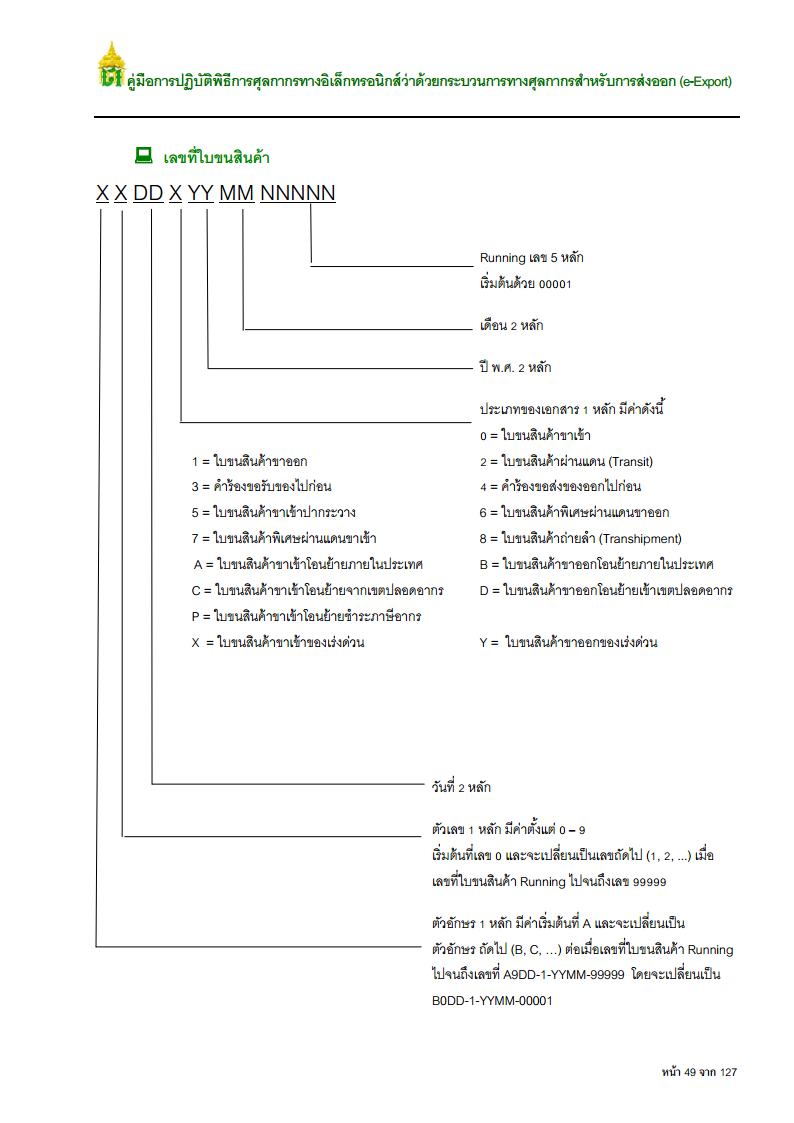 คู่มือการปฏิบัติพิธีการศุลกากรทางอิเล็กทรอนิกส์ว่าด้วยกระบวนการทางศุลกากรสำหรับการส่งออก (e-Export)
เลขที่ใบขนสินค้า
X X DD X YY MM NNNNN
Running เลข 5 หลัก
เริ่มต้นด้วย 00001
เดือน 2 หลัก
ปี พ.ศ. 2 หลัก
ประเภทของเอกสาร 1 หลัก มีค่าดังนี้
0 = ใบขนสินค้าขาเข้า
1 = ใบขนสินค้าขาออก 2 = ใบขนสินค้าผ่านแดน (Transit)
3 = คำร้องขอรับของไปก่อน 4 = คำร้องขอส่งของออกไปก่อน
5 = ใบขนสินค้าขาเข้าปากระวาง 6 = ใบขนสินค้าพิเศษผ่านแดนขาออก
7 = ใบขนสินค้าพิเศษผ่านแดนขาเข้า 8 = ใบขนสินค้าถ่ายลำ (Transhipment)
A = ใบขนสินค้าขาเข้าโอนย้ายภายในประเทศ B = ใบขนสินค้าขาออกโอนย้ายภายในประเทศ
C = ใบขนสินค้าขาเข้าโอนย้ายจากเขตปลอดอากร D = ใบขนสินค้าขาออกโอนย้ายเข้าเขตปลอดอากร
P = ใบขนสินค้าขาเข้าโอนย้ายชำระภาษีอากร
X = ใบขนสินค้าขาเข้าของเร่งด่วน Y = ใบขนสินค้าขาออกของเร่งด่วน
วันที่ 2 หลัก
ตัวเลข 1 หลัก มีค่าตั้งแต่ 0 – 9
เริ่มต้นที่เลข 0 และจะเปลี่ยนเป็นเลขถัดไป (1, 2, ...) เมื่อ
เลขที่ใบขนสินค้า Running ไปจนถึงเลข 99999
ตัวอักษร 1 หลัก มีค่าเริ่มต้นที่ A และจะเปลี่ยนเป็น
ตัวอักษร ถัดไป (B, C, …) ต่อเมื่อเลขที่ใบขนสินค้า Running
ไปจนถึงเลขที่ A9DD-1-YYMM-99999 โดยจะเปลี่ยนเป็น
B0DD-1-YYMM-00001
หน้า 49 จาก 127